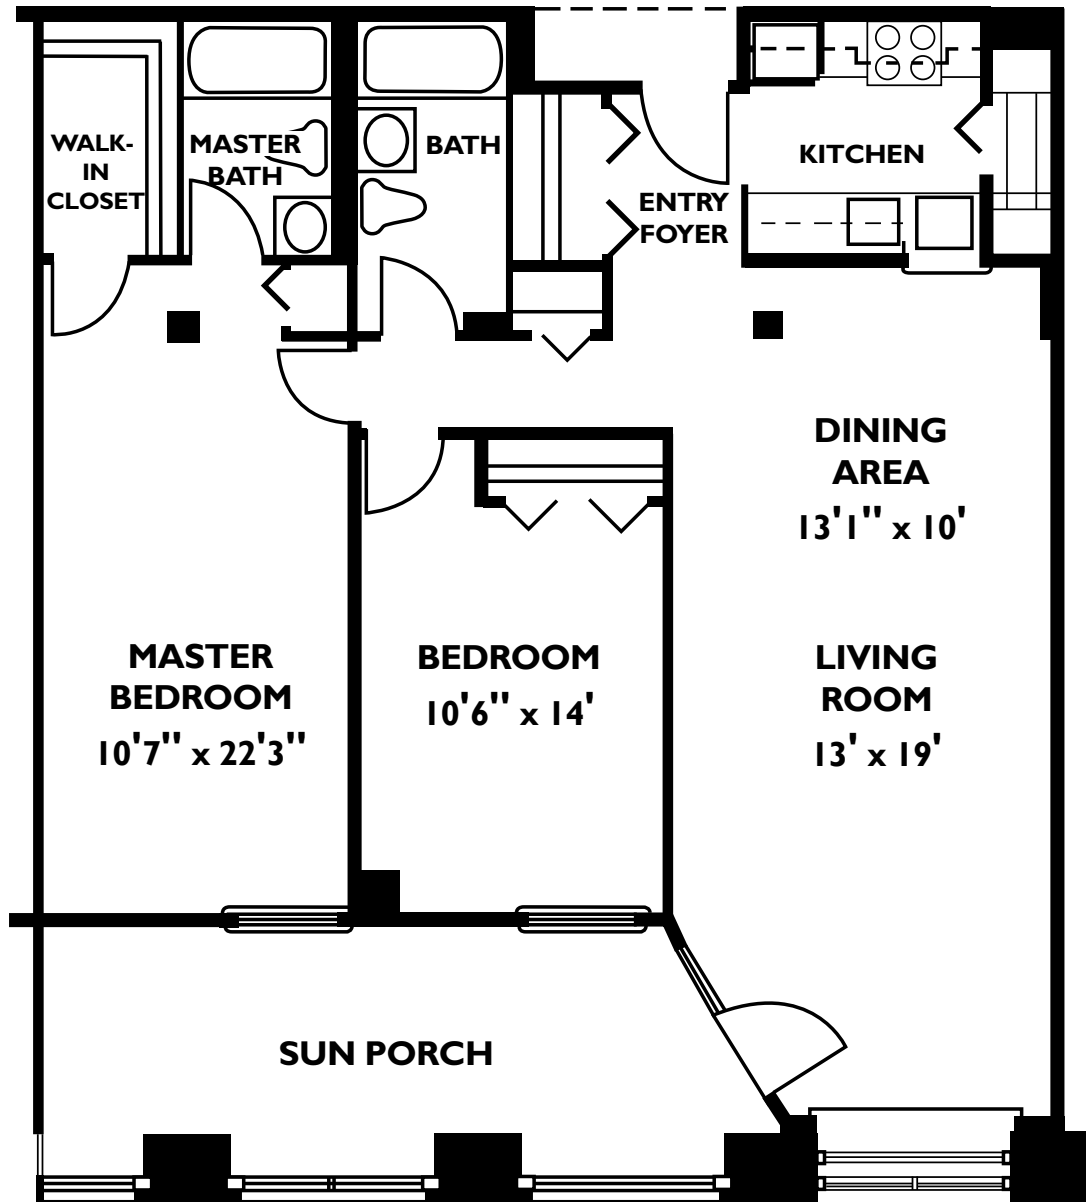 WALK-
IN
CLOSET
MASTER
BATH
BATH
ENTRY
FOYER
KITCHEN
DINING
AREA
13'1" x 10'
MASTER
BEDROOM
10'7" x 22'3"
BEDROOM
10'6" x 14'
LIVING
ROOM
13' x 19'
SUN PORCH